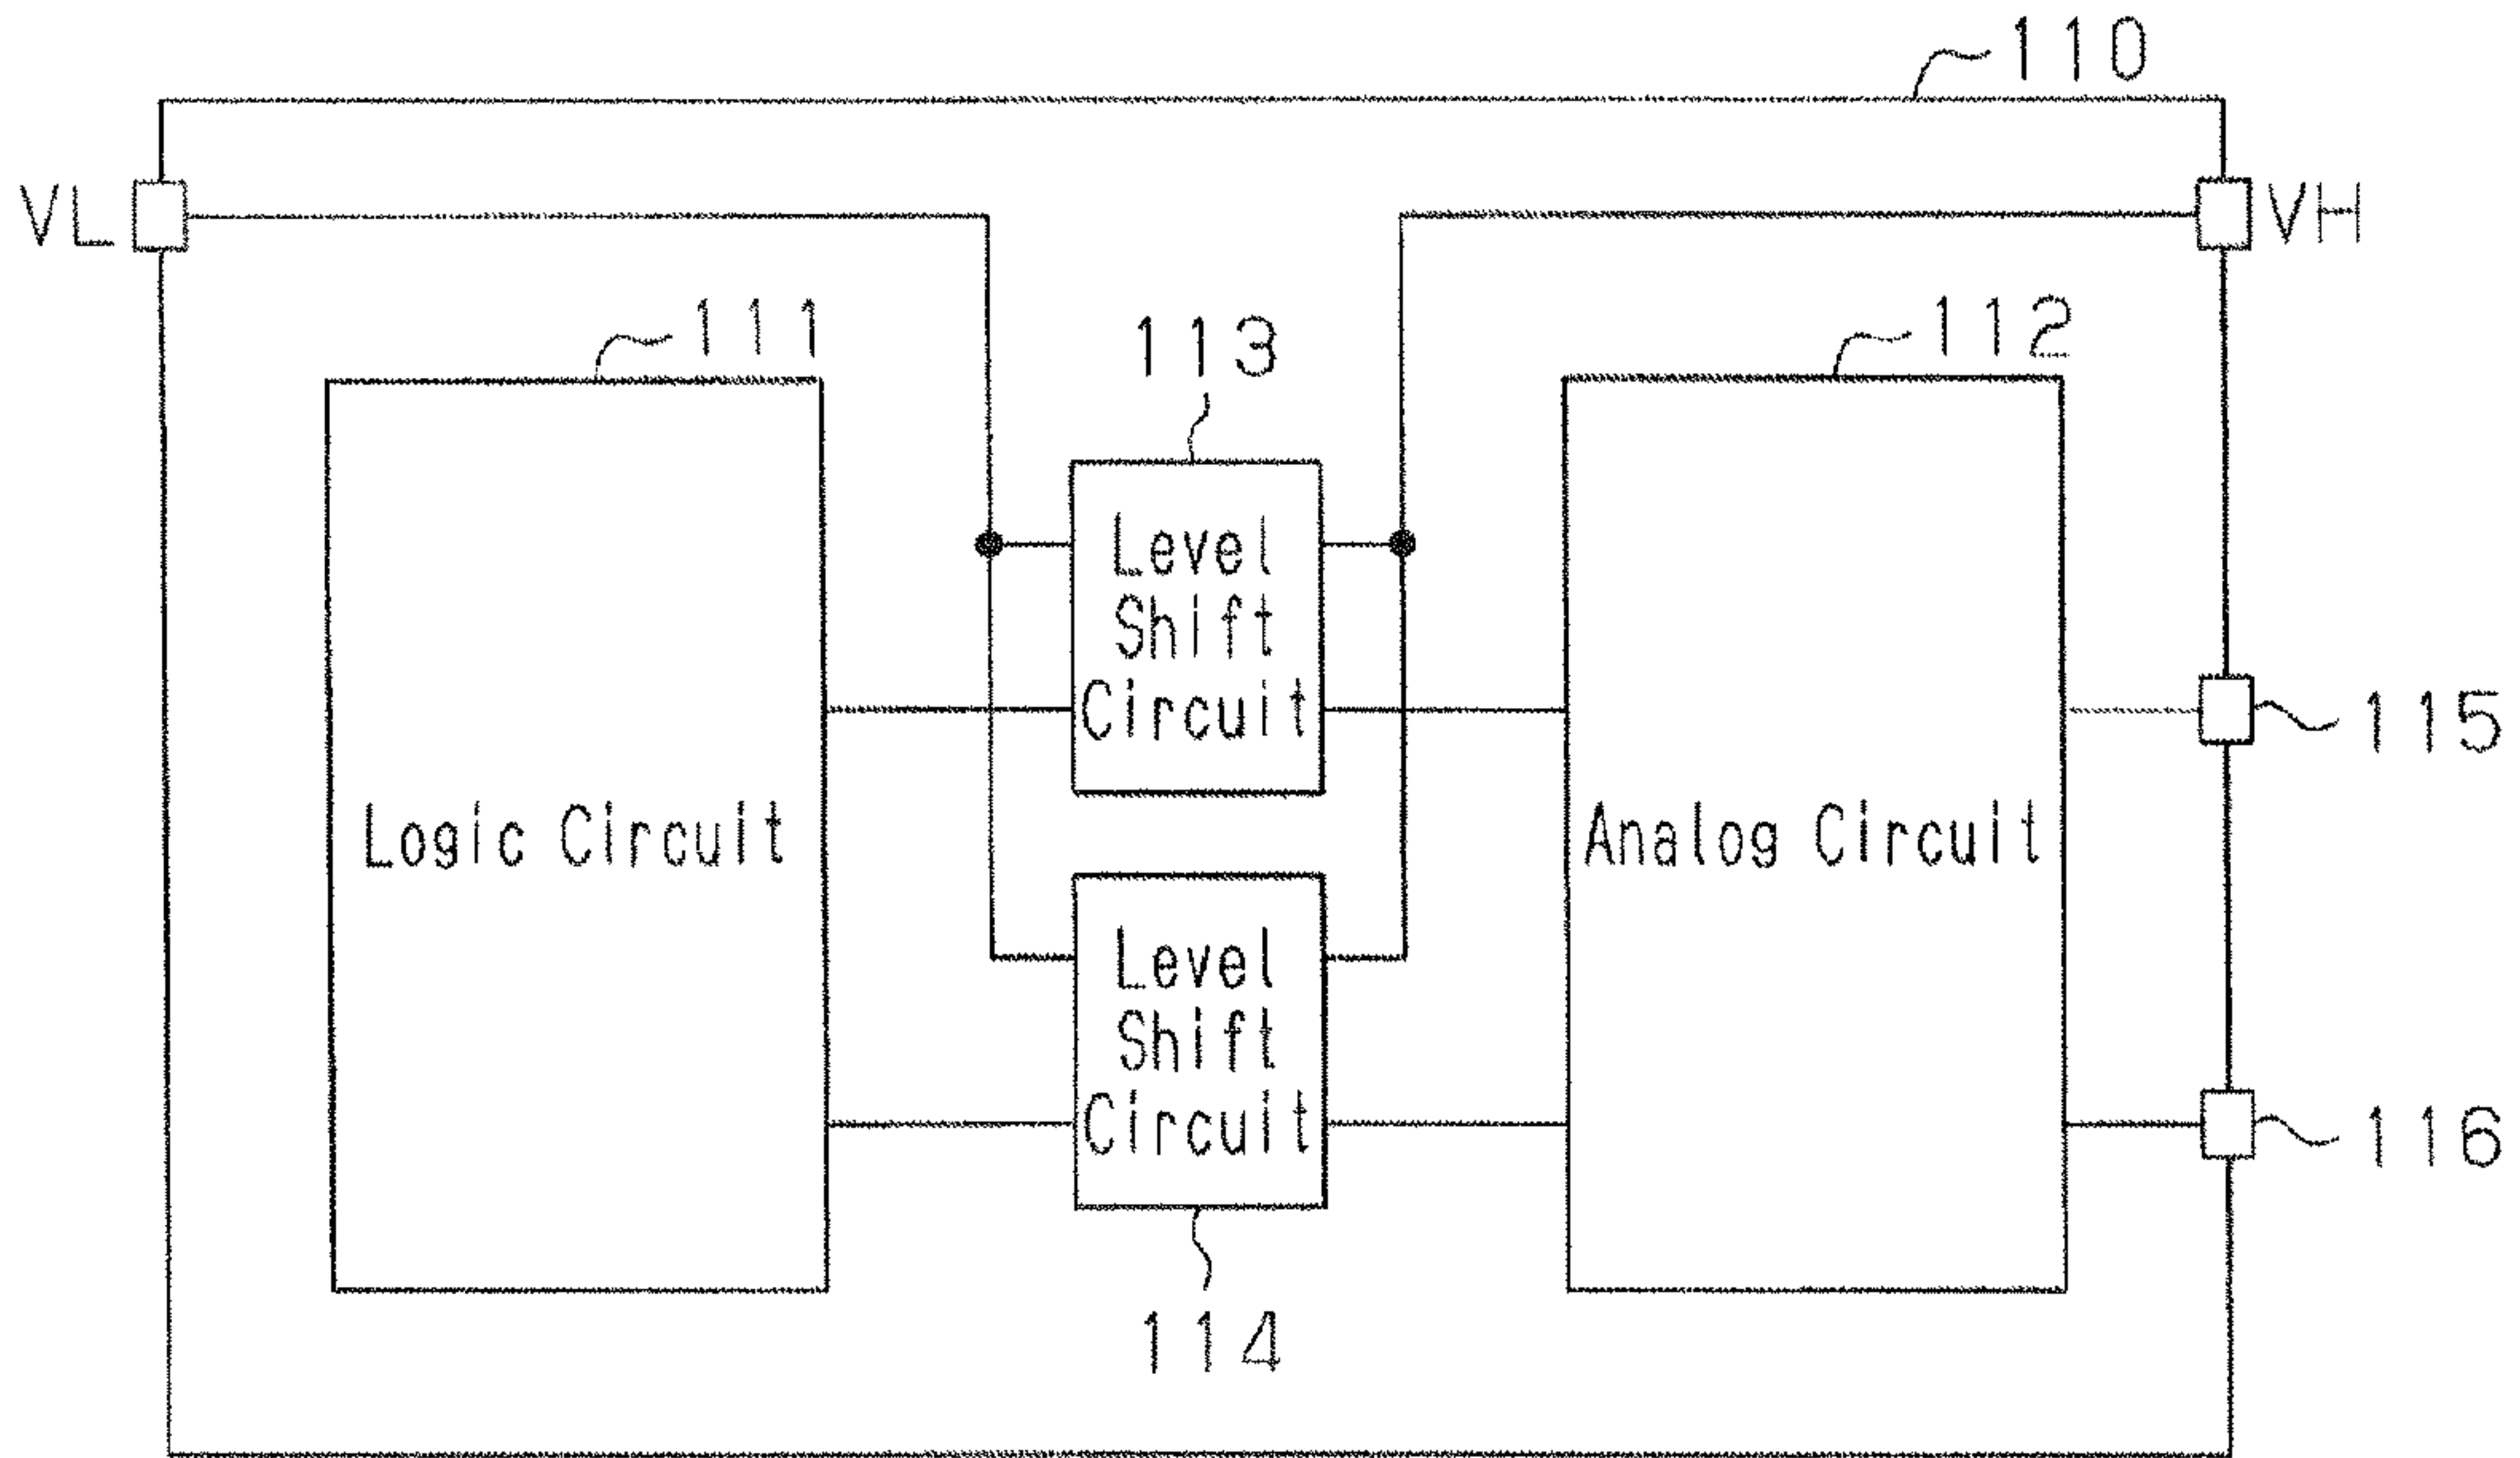 110
VL
VH
111
113
112
Level
Shift
Circuit
115
Logic Circuit
Analog Circuit
Level
Shift
Circuit
116
114